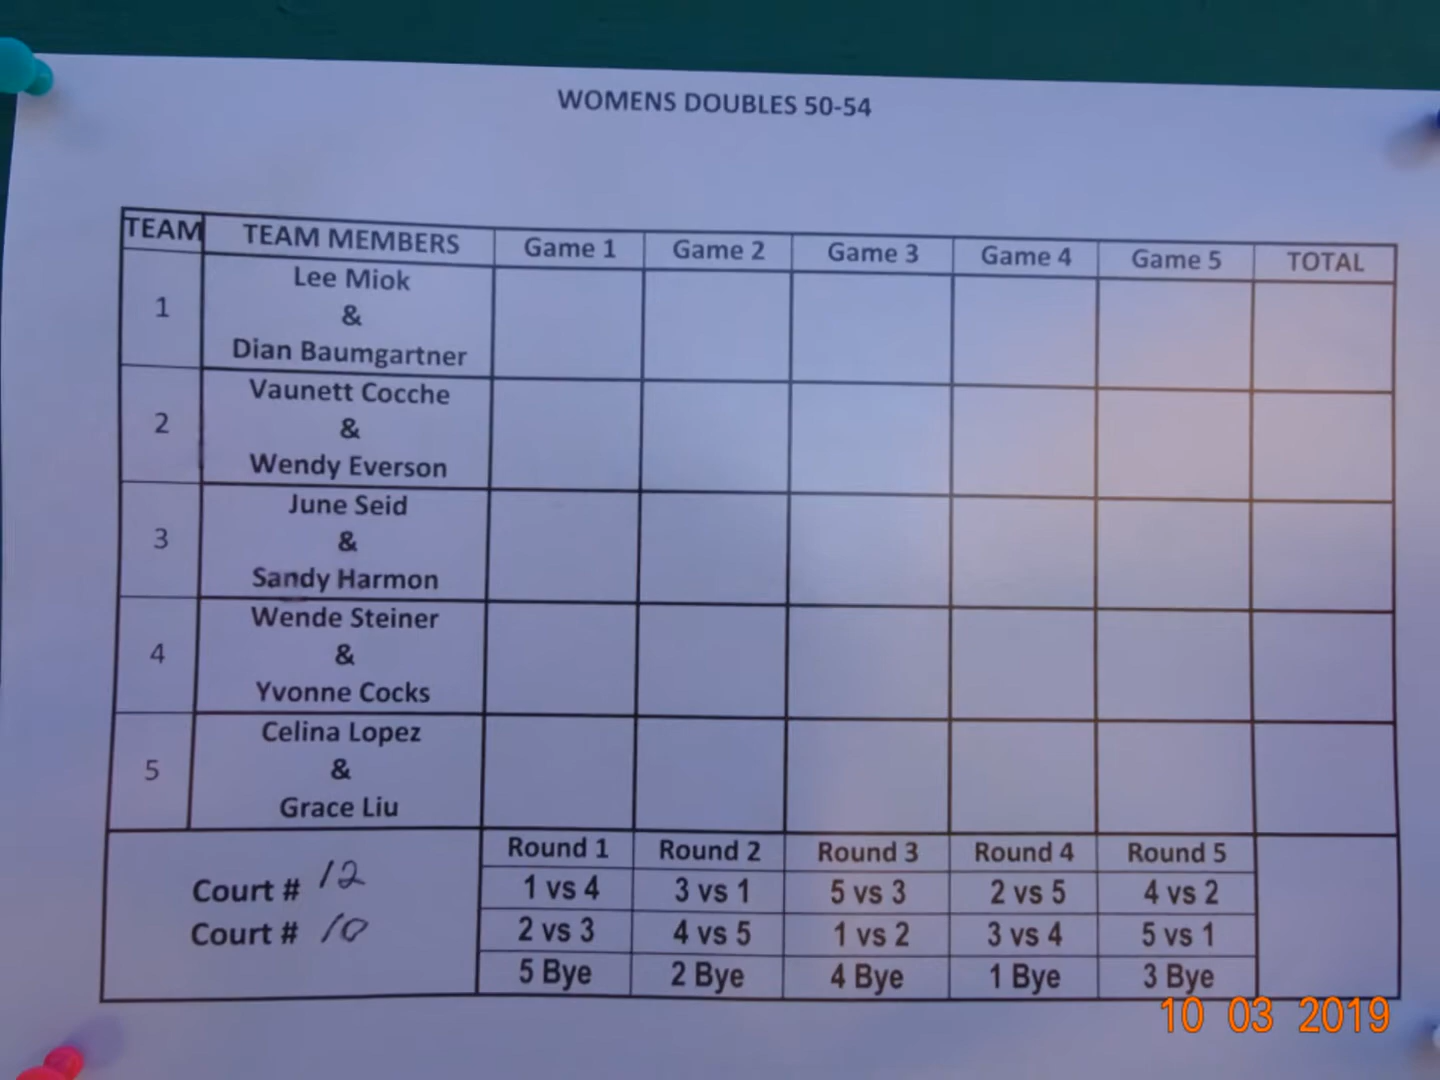 WOMENS DOUBLES 50-54
TEAM TEAM MEMBERS Game 1 Game 2 Game 3 Game 4 Game 5 TOTAL
1
Lee Miok
&
Dian Baumgartner
2
Vaunett Cocche
&
Wendy Everson
3
June Seid
&
Sandy Harmon
4
Wende Steiner
&
Yvonne Cocks
5
Celina Lopez
&
Grace Liu
Round 1 Round 2 Round 3 Round 4 Round 5
Court # 12 1 vs 4 3 vs 1 5 vs 3 2 vs 5 4 vs 2
Court # 10 2 vs 3 4 vs 5 1 vs 2 3 vs 4 5 vs 1
5 Bye 2 Bye 4 Bye 1 Bye 3 Bye
10 03 2019